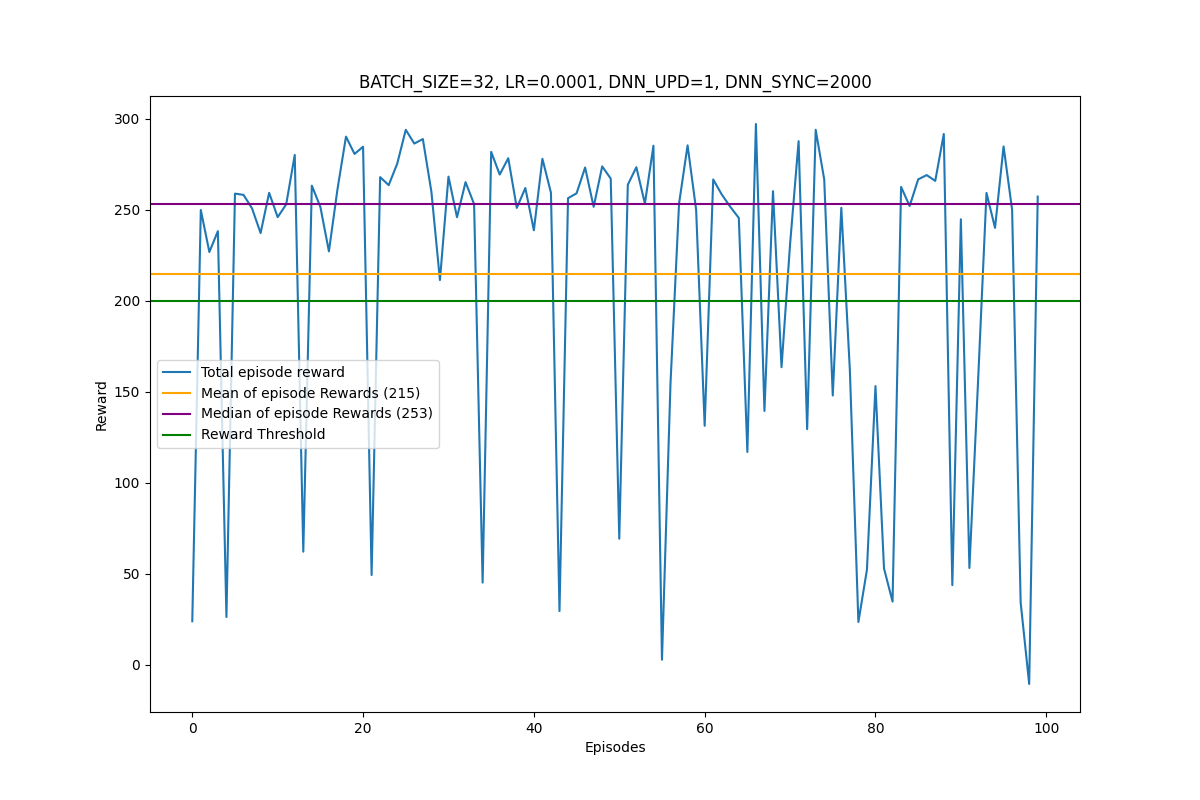 BATCH_SIZE=32, LR=0.0001, DNN_UPD=1, DNN_SYNC=2000
300
250
200
150
100
50
0
Reward
Total episode reward
Mean of episode Rewards (215)
Median of episode Rewards (253)
Reward Threshold
0 20 40 60 80 100
Episodes